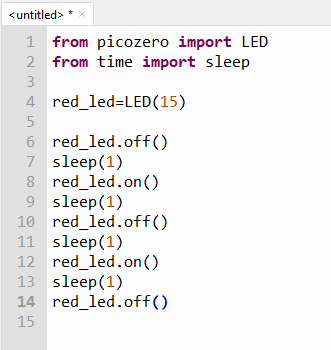 <untitled> * ×
1 from picozero import LED
2 from time import sleep
3
4 red_led=LED(15)
5
6 red_led.off()
7 sleep(1)
8 red_led.on()
9 sleep(1)
10 red_led.off()
11 sleep(1)
12 red_led.on()
13 sleep(1)
14 red_led.off()
15